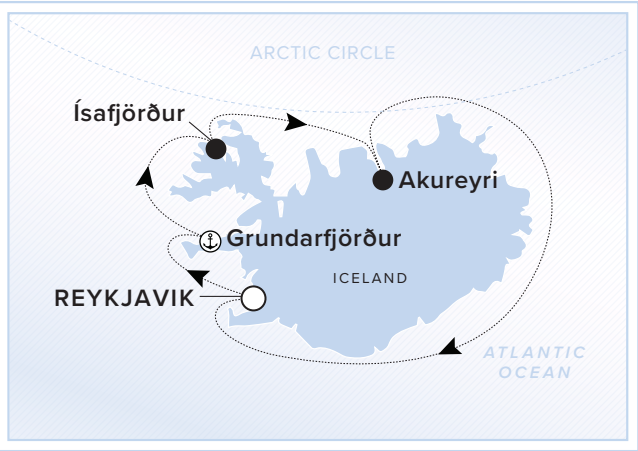 ARCTIC CIRCLE
Ísafjörður
Akureyri
Grundarfjörður
ICELAND
REYKJAVIK
ATLANTIC
OCEAN